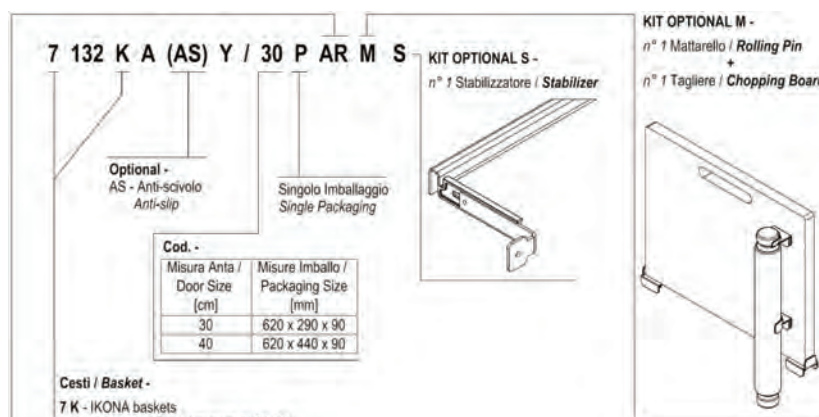 7 132 K A (AS) Y / 30 P AR M S
KIT OPTIONAL S -
n° 1 Stabilizzatore / Stabilizer
KIT OPTIONAL M -
n° 1 Mattarello / Rolling Pin
+
n° 1 Tagliere / Chopping Board
Optional -
AS - Anti-scivolo
Anti-slip
Singolo Imballaggio
Single Packaging
Cod. -
Misura Anta / Misure Imballo /
Door Size Packaging Size
[cm] [mm]
30 620 x 290 x 90
40 620 x 440 x 90
Cesti / Basket -
7 K - IKONA baskets